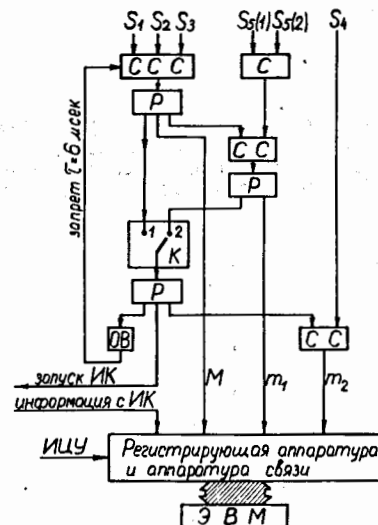 S₁ S₂ S₃ S₅(1) S₅(2) S₄
С С С С
Р
С С
Р
запрет τ=6 мсек
1 2
К
Р
ОВ С С
запуск ИК М m₁ m₂
информация с ИК
ИЦУ Регистрирующая аппаратура
и аппаратура связи
Э В М